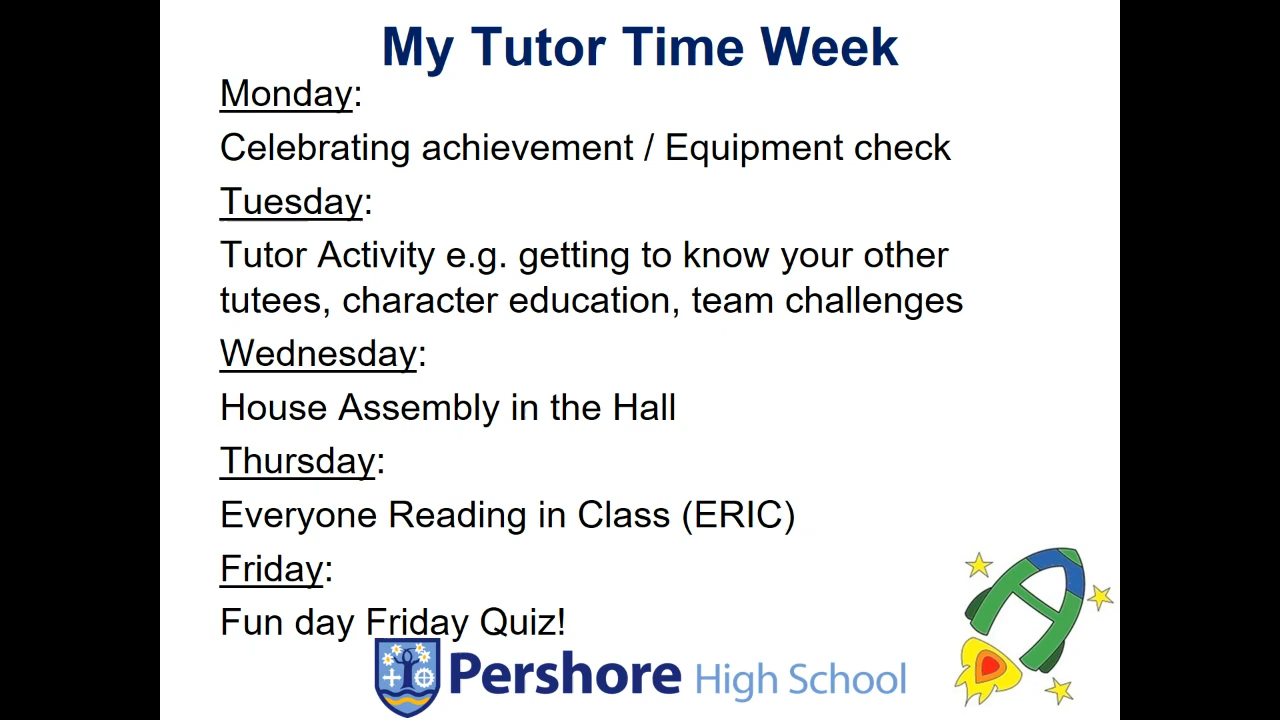 My Tutor Time Week
Monday:
Celebrating achievement / Equipment check
Tuesday:
Tutor Activity e.g. getting to know your other
tutees, character education, team challenges
Wednesday:
House Assembly in the Hall
Thursday:
Everyone Reading in Class (ERIC)
Friday:
Fun day Friday Quiz!
Pershore High School